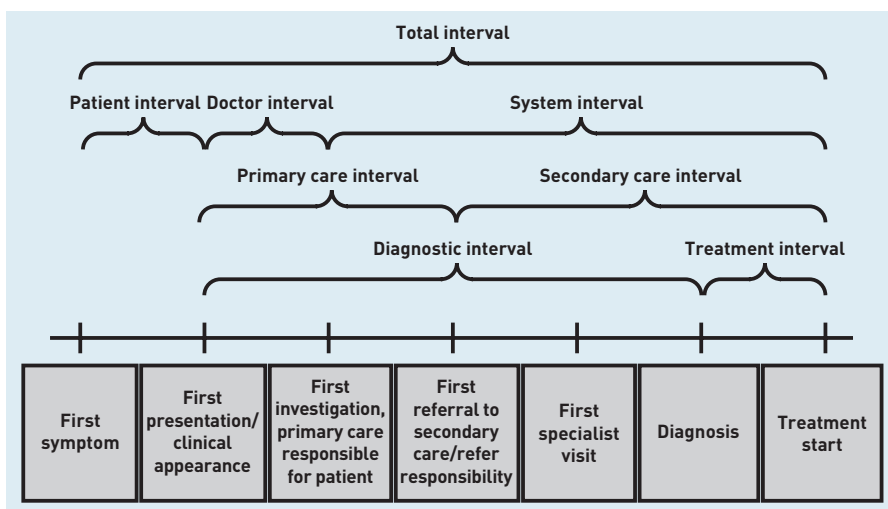 Total interval
Patient interval Doctor interval System interval
Primary care interval Secondary care interval
Diagnostic interval Treatment interval
First
symptom
First
presentation/
clinical
appearance
First
investigation,
primary care
responsible
for patient
First
referral to
secondary
care/refer
responsibility
First
specialist
visit
Diagnosis
Treatment
start